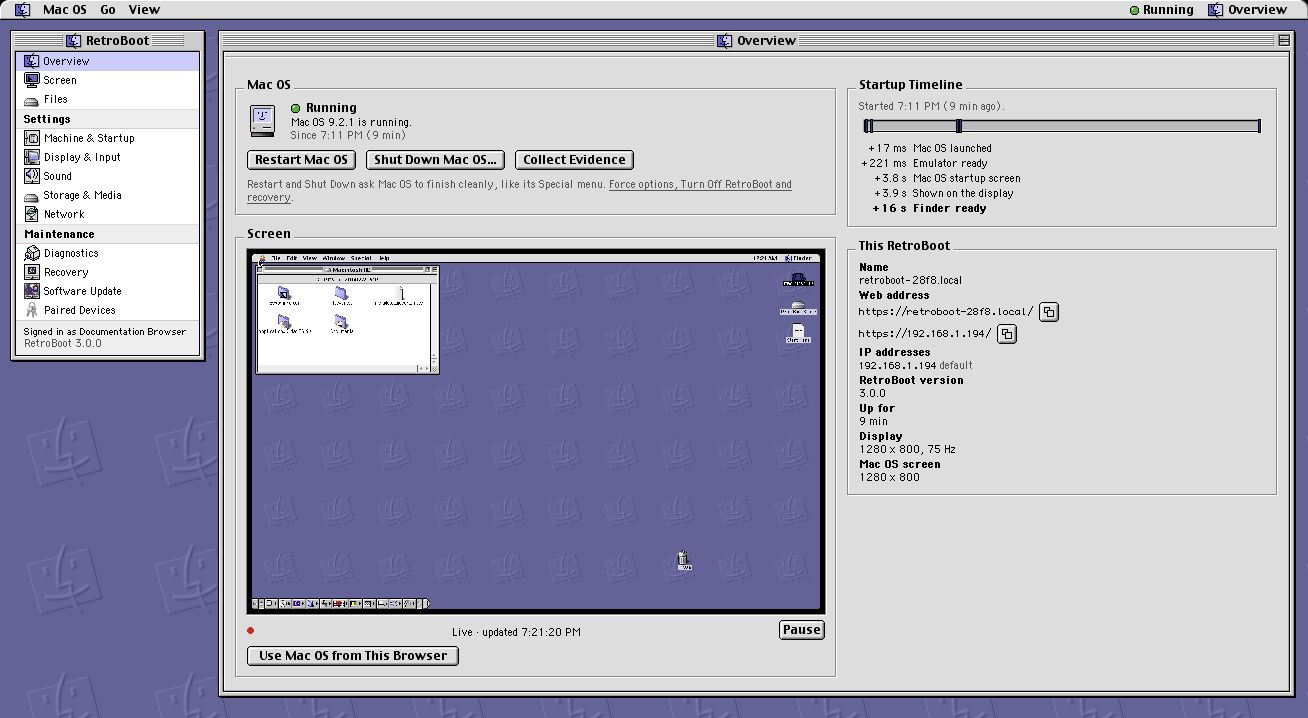 Mac OS Go View
Running Overview
RetroBoot
Overview
Screen
Files
Settings
Machine & Startup
Display & Input
Sound
Storage & Media
Network
Maintenance
Diagnostics
Recovery
Software Update
Paired Devices
Signed in as Documentation Browser
RetroBoot 3.0.0
Overview
Mac OS
Running
Mac OS 9.2.1 is running.
Since 7:11 PM (9 min)
Restart Mac OS
Shut Down Mac OS...
Collect Evidence
Restart and Shut Down ask Mac OS to finish cleanly, like its Special menu. Force options, Turn Off RetroBoot and
recovery.
Screen
File Edit View Window Special Help
Finder
Macintosh HD
Live · updated 7:21:20 PM
Pause
Use Mac OS from This Browser
Startup Timeline
Started 7:11 PM (9 min ago).
+17 ms Mac OS launched
+221 ms Emulator ready
+3.8 s Mac OS startup screen
+3.9 s Shown on the display
+16 s Finder ready
This RetroBoot
Name
retroboot-28f8.local
Web address
https://retroboot-28f8.local/
https://192.168.1.194/
IP addresses
192.168.1.194 default
RetroBoot version
3.0.0
Up for
9 min
Display
1280 x 800, 75 Hz
Mac OS screen
1280 x 800